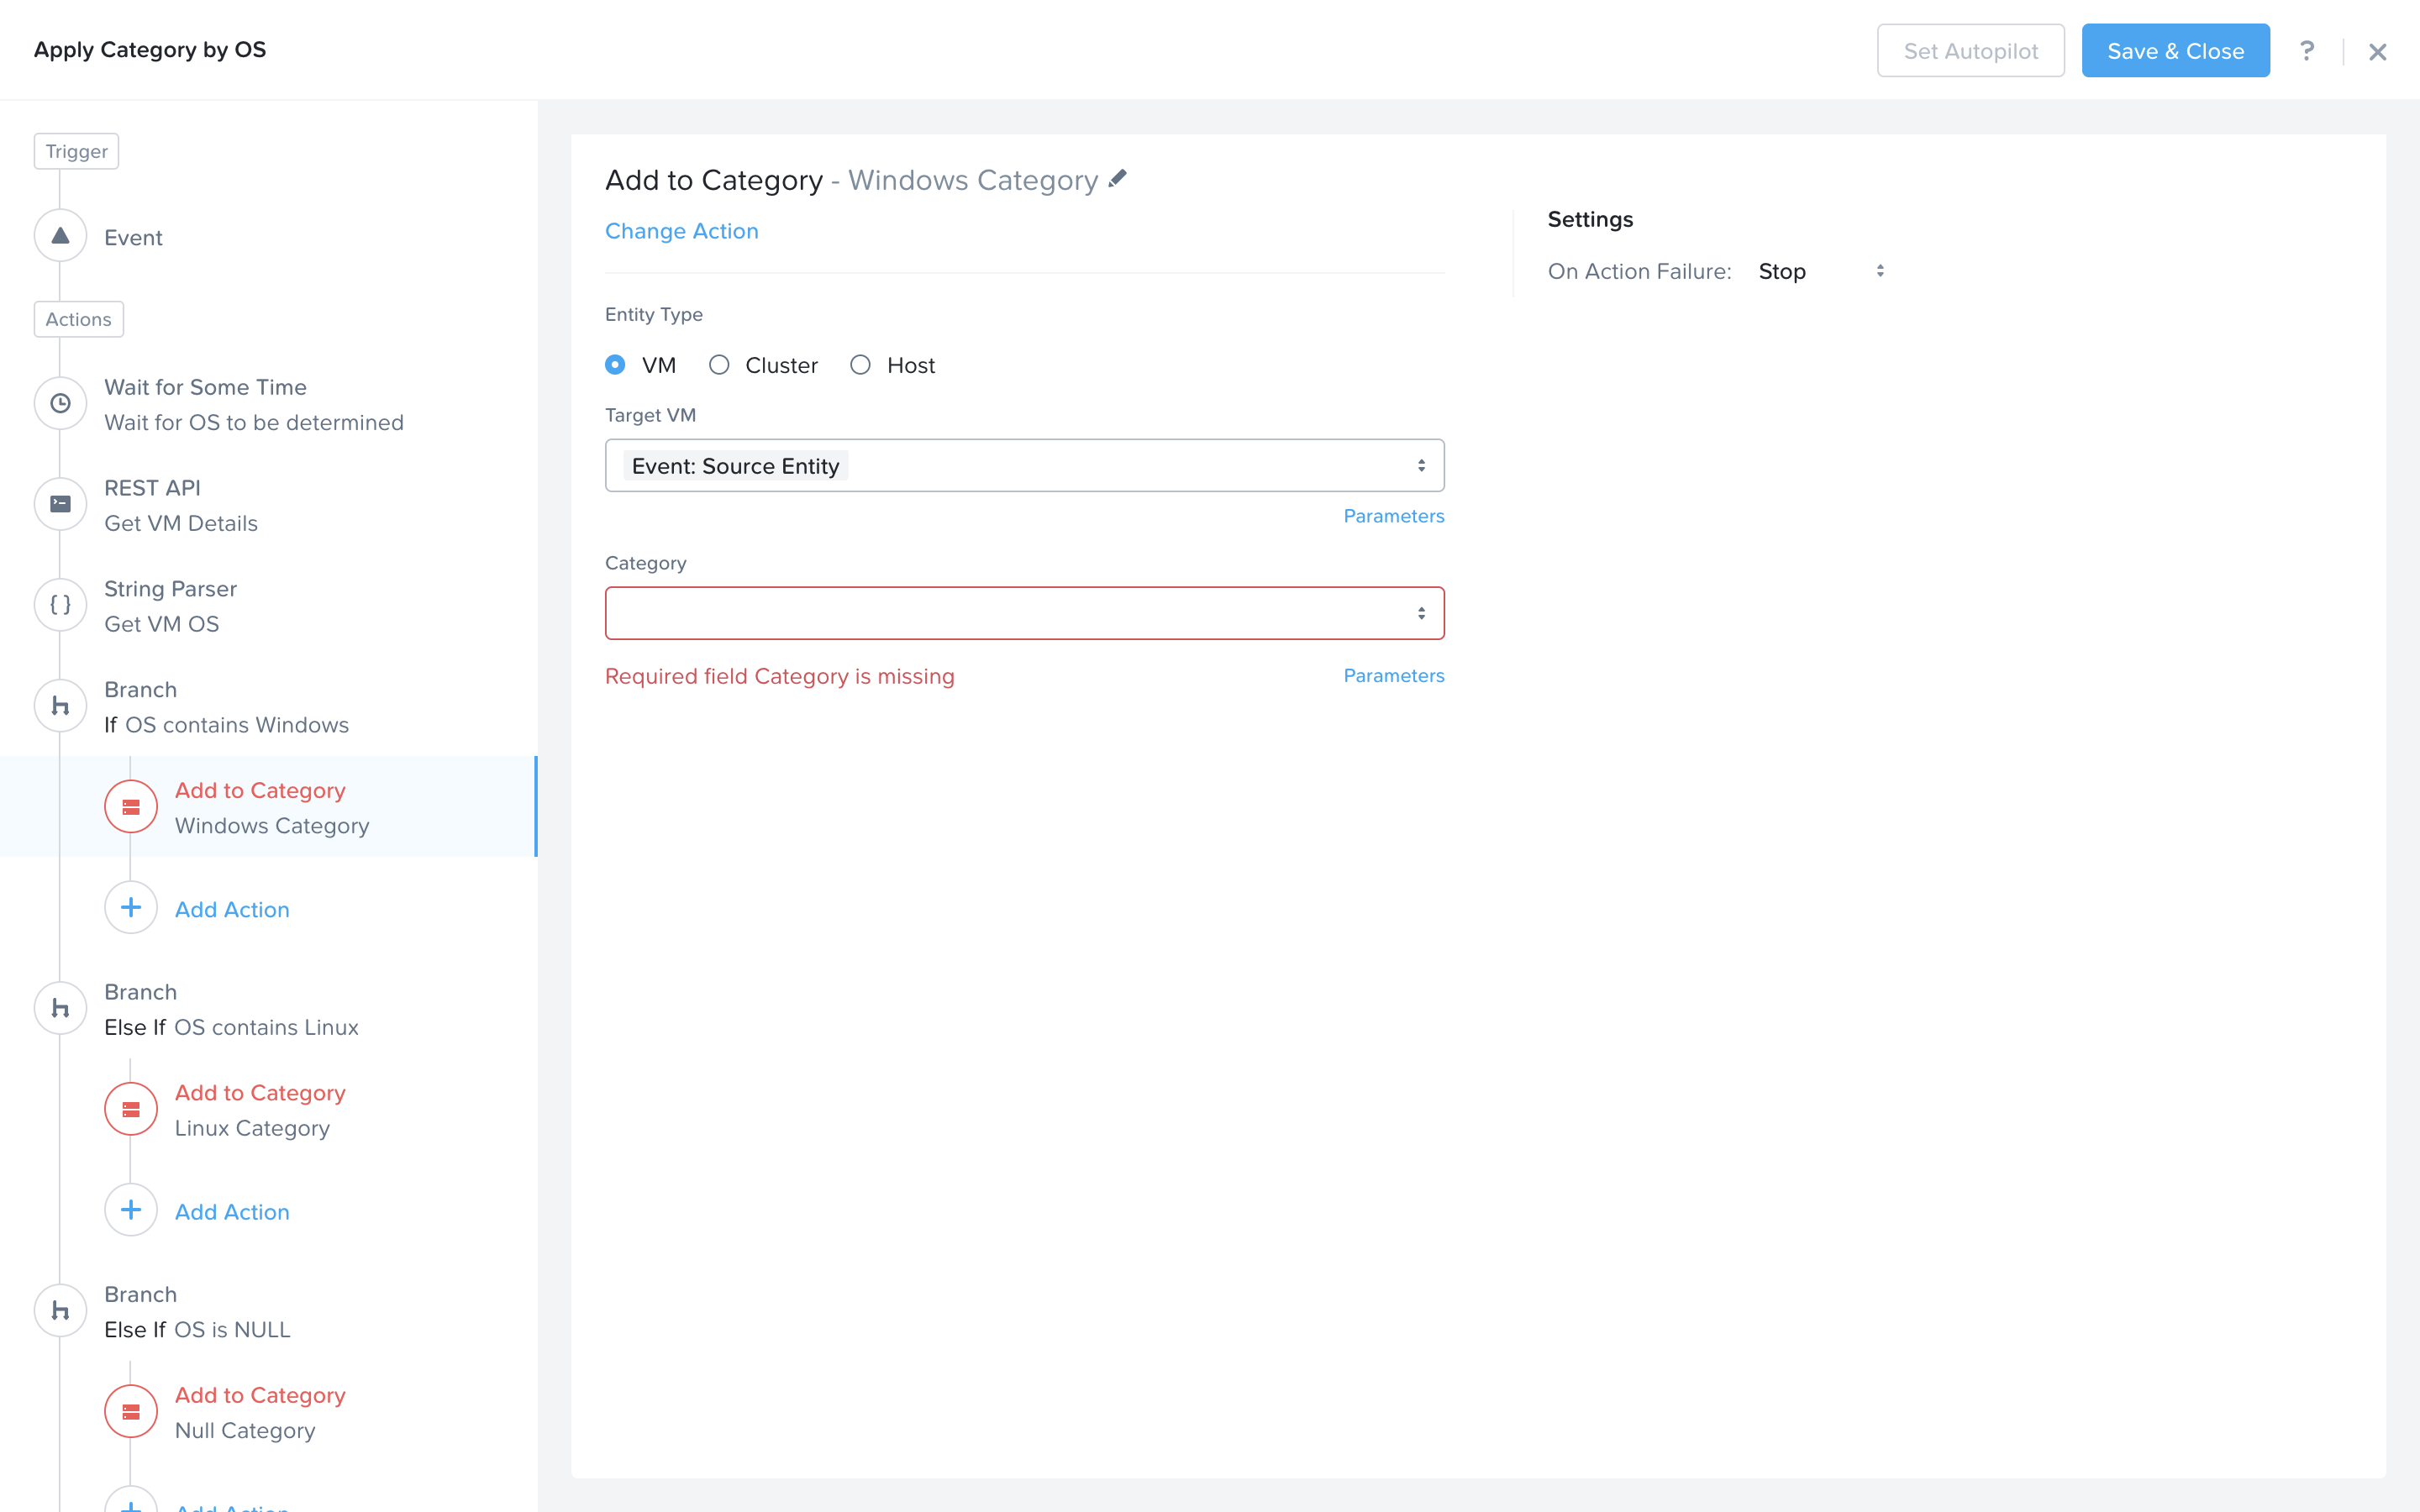 Apply Category by OS
Set Autopilot
Save & Close
?
Trigger
Event
Actions
Wait for Some Time
Wait for OS to be determined
REST API
Get VM Details
String Parser
Get VM OS
Branch
If OS contains Windows
Add to Category
Windows Category
Add Action
Branch
Else If OS contains Linux
Add to Category
Linux Category
Add Action
Branch
Else If OS is NULL
Add to Category
Null Category
Add Action
Add to Category - Windows Category
Change Action
Entity Type
VM Cluster Host
Target VM
Event: Source Entity
Parameters
Category
Required field Category is missing Parameters
Settings
On Action Failure: Stop